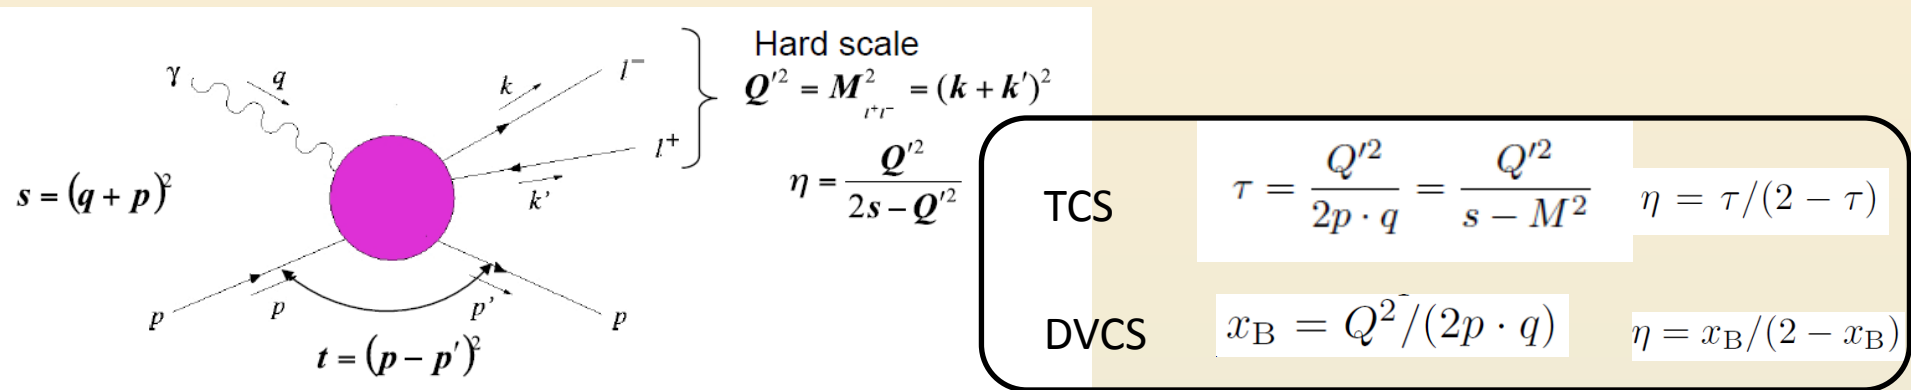 γ
q
k
l⁻
Hard scale
Q'² = M²_{l⁺l⁻} = (k + k')²
l⁺
k'
η = Q'² / (2s − Q'²)
s = (q + p)²
p
p
p'
p
t = (p − p')²
TCS τ = Q'² / (2p · q) = Q'² / (s − M²) η = τ/(2 − τ)
DVCS x_B = Q²/(2p · q) η = x_B/(2 − x_B)